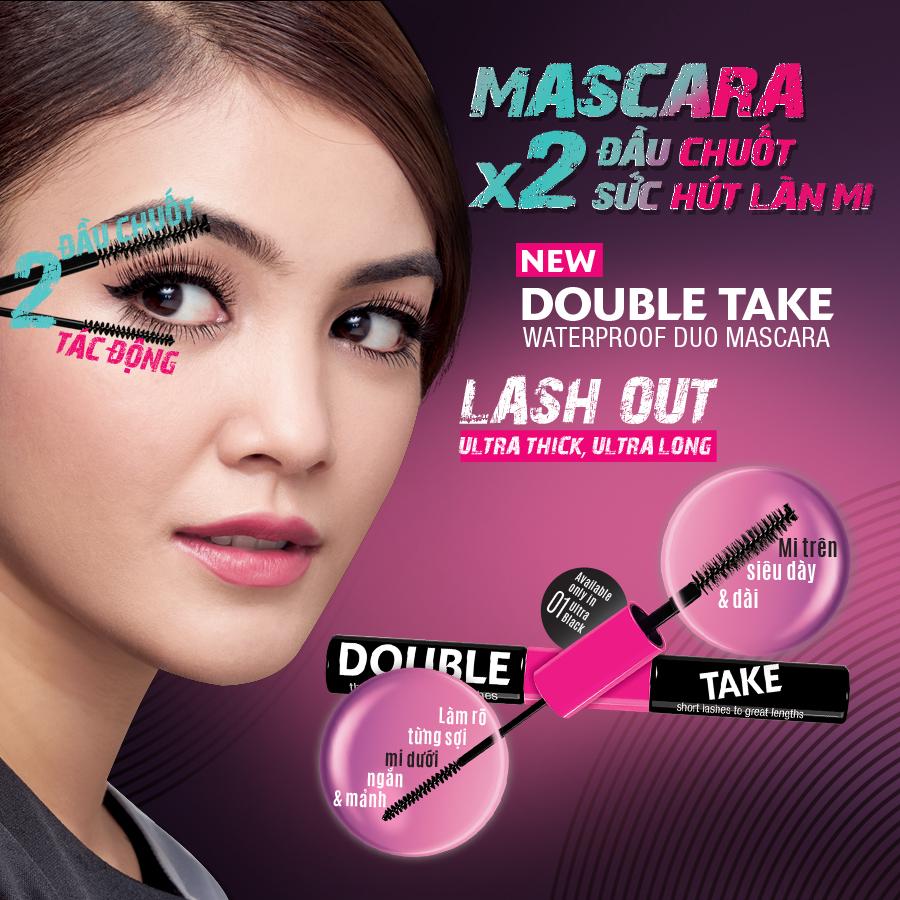 MASCARA
x2 ĐẦU CHUỐT
SỨC HÚT LÀN MI
2 ĐẦU CHUỐT
TÁC ĐỘNG
NEW
DOUBLE TAKE
WATERPROOF DUO MASCARA
LASH OUT
ULTRA THICK, ULTRA LONG
Mi trên
siêu dày
& dài
Available
only in
01 Ultra
Black
DOUBLE
TAKE
short lashes to great lengths
Làm rõ
từng sợi
mi dưới
ngắn
& mảnh